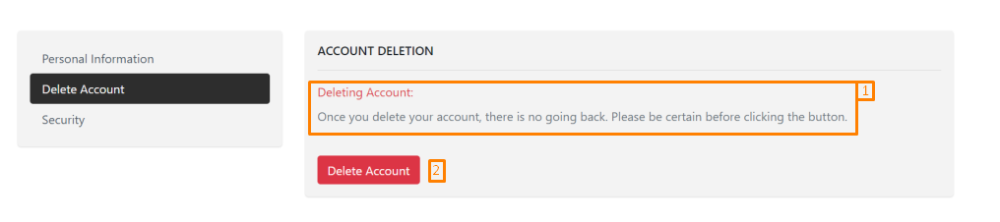 Personal Information
Delete Account
Security
ACCOUNT DELETION
Deleting Account:
1
Once you delete your account, there is no going back. Please be certain before clicking the button.
Delete Account
2